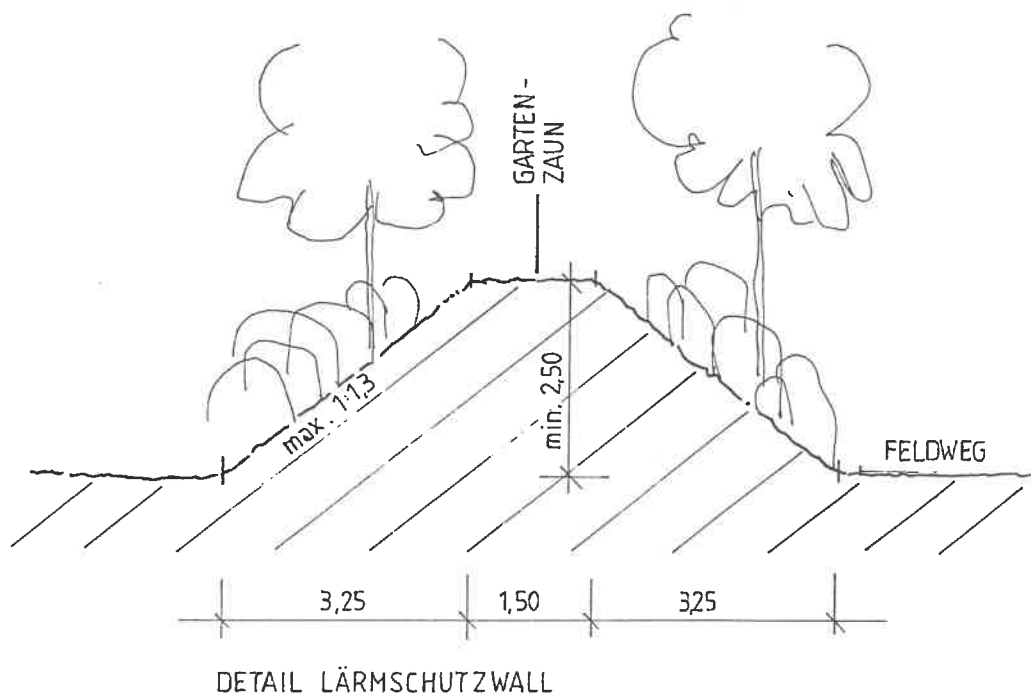 GARTEN-
ZAUN
max. 1:1,3
min. 2,50
FELDWEG
3,25
1,50
3,25
DETAIL LÄRMSCHUTZWALL